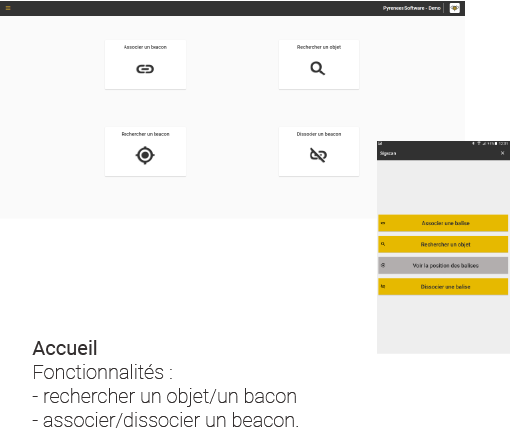 Pyrenees Software - Demo
Associer un beacon
Rechercher un objet
Rechercher un beacon
Dissocier un beacon
Sigscan
Associer une balise
Rechercher un objet
Voir la position des balises
Dissocier une balise
Accueil
Fonctionnalités :
- rechercher un objet/un bacon
- associer/dissocier un beacon.